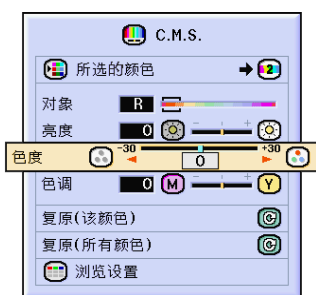 C.M.S.
所选的颜色 2
对象 R
亮度 0 - +
色度 -30 0 +30
色调 0 M - + Y
复原(该颜色)
复原(所有颜色)
浏览设置